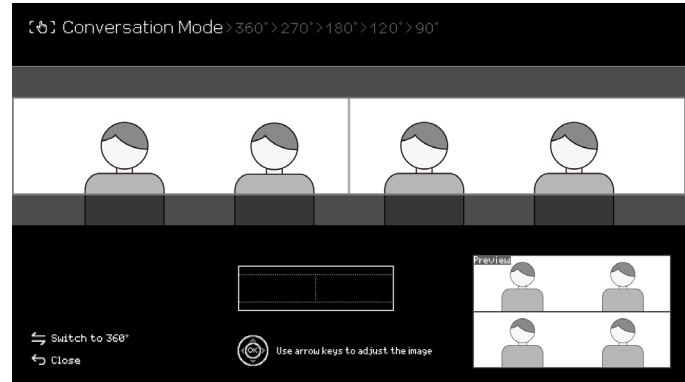 Conversation Mode>360°>270°>180°>120°>90°
Preview
Switch to 360°
OK
Use arrow keys to adjust the image
Close